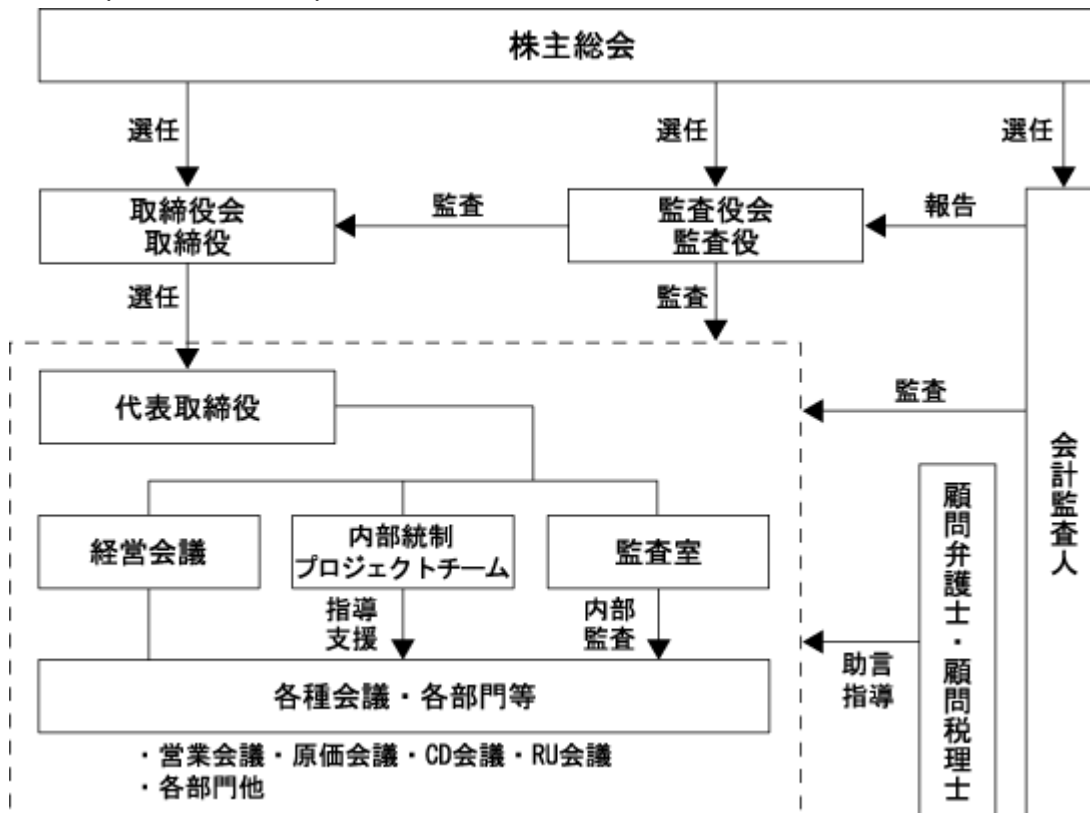 株主総会
選任
選任
選任
取締役会
取締役
監査
監査役会
監査役
報告
選任
監査
代表取締役
監査
経営会議
内部統制
プロジェクトチーム
監査室
指導
支援
内部
監査
各種会議・各部門等
助言
指導
顧問弁護士・顧問税理士
会計監査人
・営業会議・原価会議・CD会議・RU会議
・各部門他